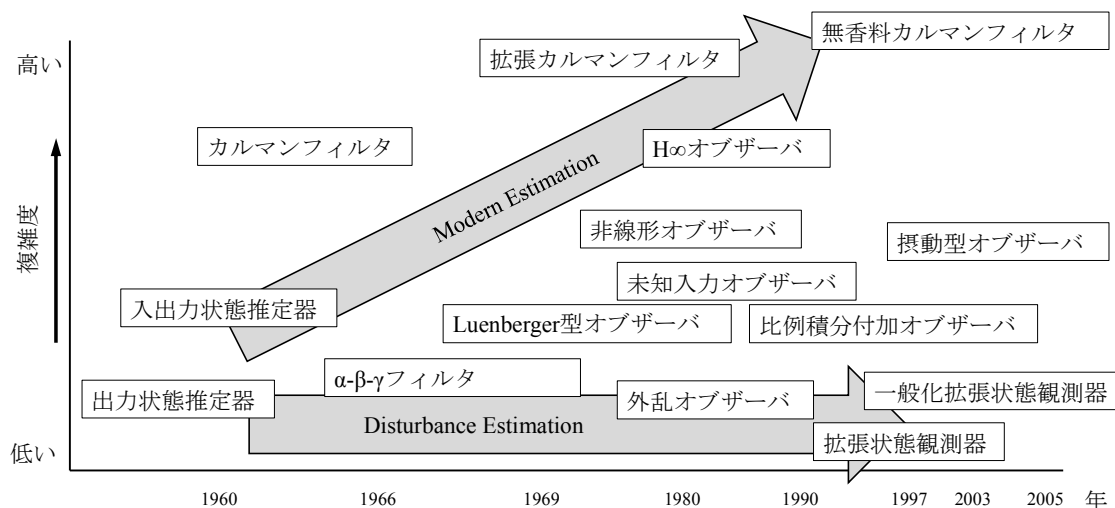 無香料カルマンフィルタ
拡張カルマンフィルタ
高い
カルマンフィルタ
H∞オブザーバ
Modern Estimation
複雑度
非線形オブザーバ
摂動型オブザーバ
未知入力オブザーバ
入出力状態推定器
Luenberger型オブザーバ
比例積分付加オブザーバ
α-β-γフィルタ
出力状態推定器
外乱オブザーバ
一般化拡張状態観測器
Disturbance Estimation
拡張状態観測器
低い
1960 1966 1969 1980 1990 1997 2003 2005 年